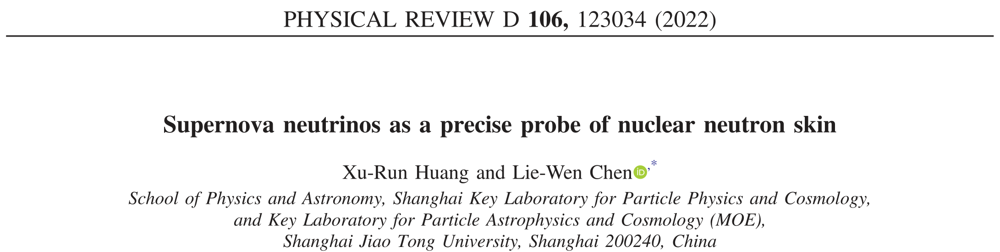 PHYSICAL REVIEW D 106, 123034 (2022)
Supernova neutrinos as a precise probe of nuclear neutron skin
Xu-Run Huang and Lie-Wen Chen iD,*
School of Physics and Astronomy, Shanghai Key Laboratory for Particle Physics and Cosmology,
and Key Laboratory for Particle Astrophysics and Cosmology (MOE),
Shanghai Jiao Tong University, Shanghai 200240, China